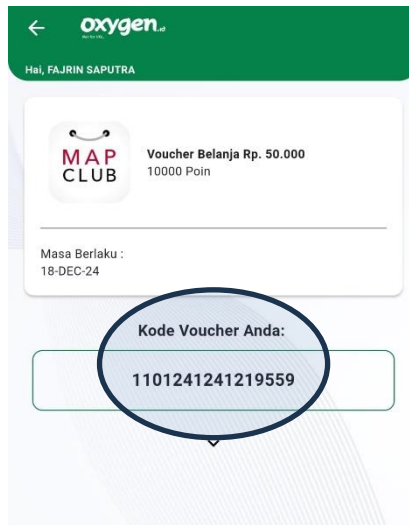 oxygen.id
Hai, FAJRIN SAPUTRA
MAP
CLUB
Voucher Belanja Rp. 50.000
10000 Poin
Masa Berlaku :
18-DEC-24
Kode Voucher Anda:
1101241241219559